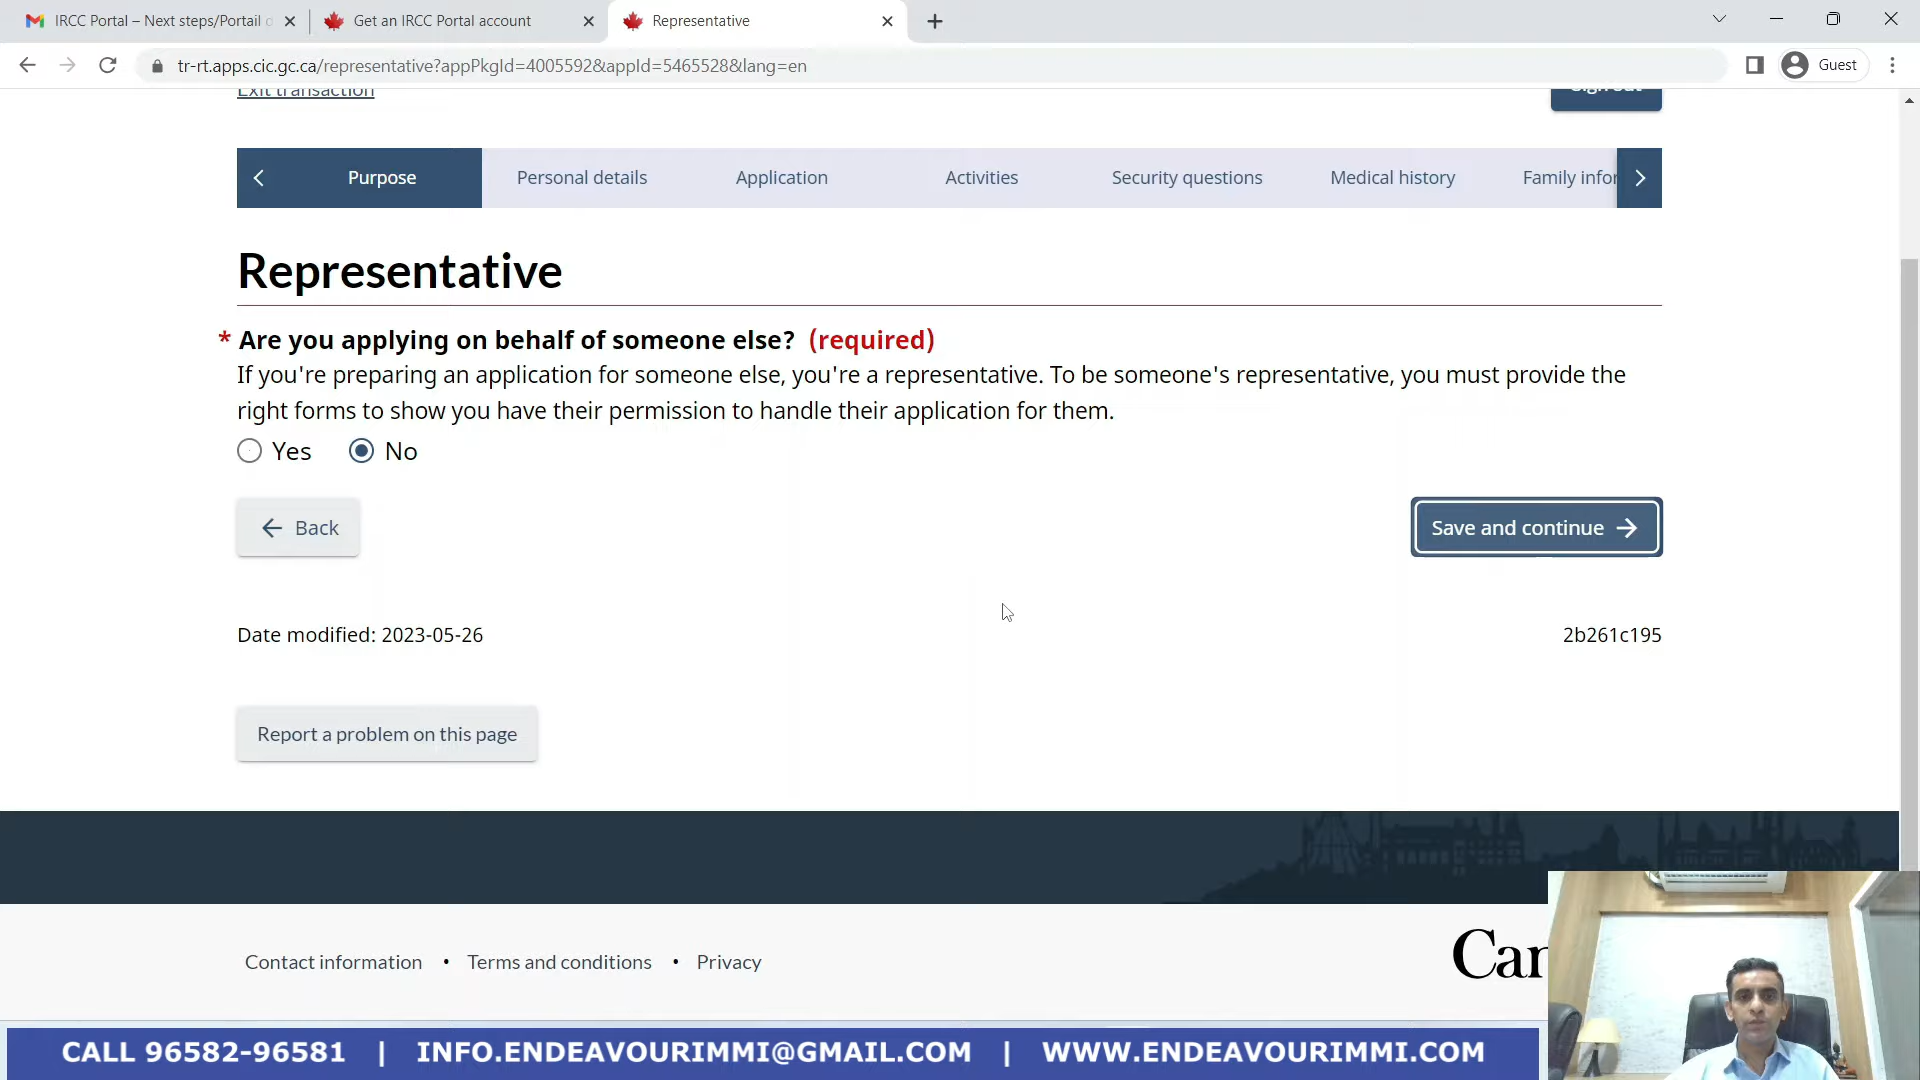 IRCC Portal – Next steps/Portail
Get an IRCC Portal account
Representative
tr-rt.apps.cic.gc.ca/representative?appPkgId=4005592&appId=5465528&lang=en
Guest
Exit transaction
Sign out
Purpose
Personal details
Application
Activities
Security questions
Medical history
Family infor
Representative
* Are you applying on behalf of someone else? (required)
If you're preparing an application for someone else, you're a representative. To be someone's representative, you must provide the
right forms to show you have their permission to handle their application for them.
Yes No
Back
Save and continue
Date modified: 2023-05-26
2b261c195
Report a problem on this page
Contact information • Terms and conditions • Privacy
Can
CALL 96582-96581 | INFO.ENDEAVOURIMMI@GMAIL.COM | WWW.ENDEAVOURIMMI.COM